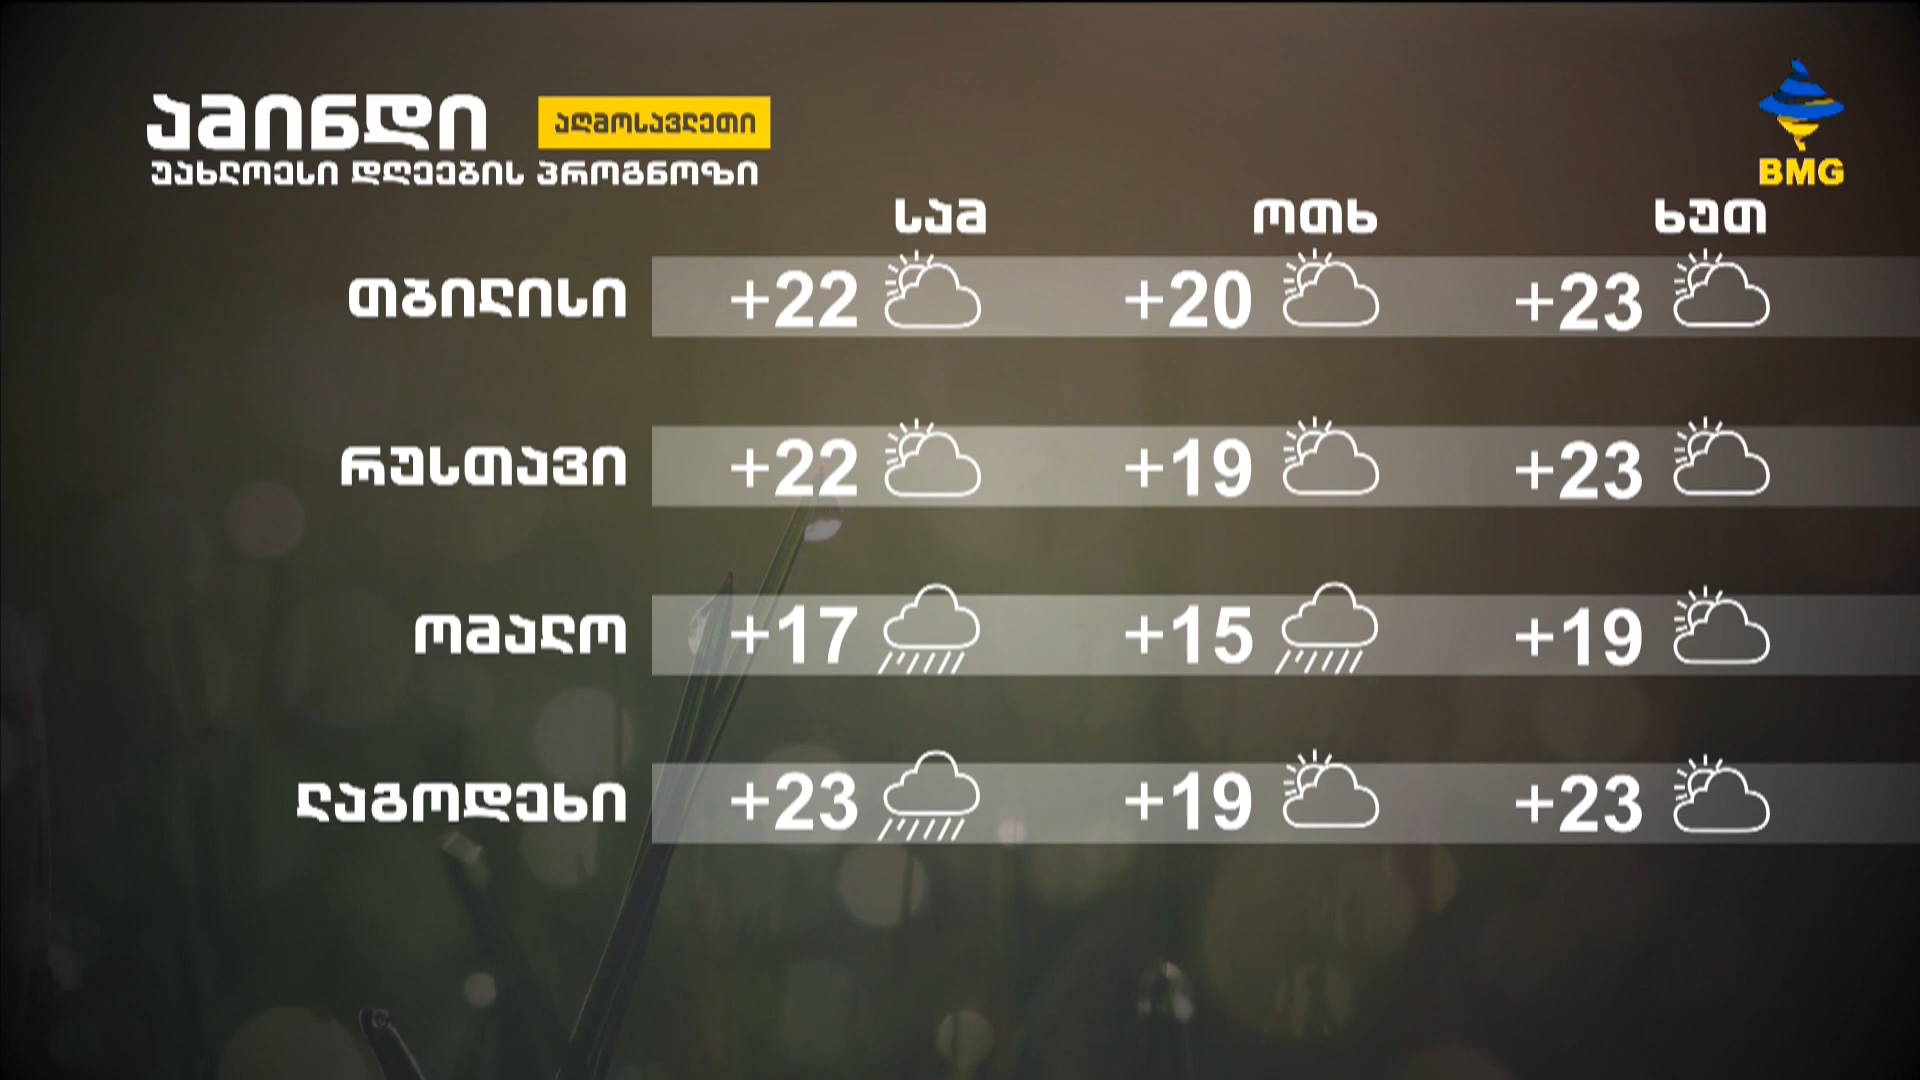 ამინდი
აღმოსავლეთი
უახლოესი დღეების პროგნოზი
BMG
სამ ოთხ ხუთ
თბილისი +22 +20 +23
რუსთავი +22 +19 +23
ომალო +17 +15 +19
ლაგოდეხი +23 +19 +23